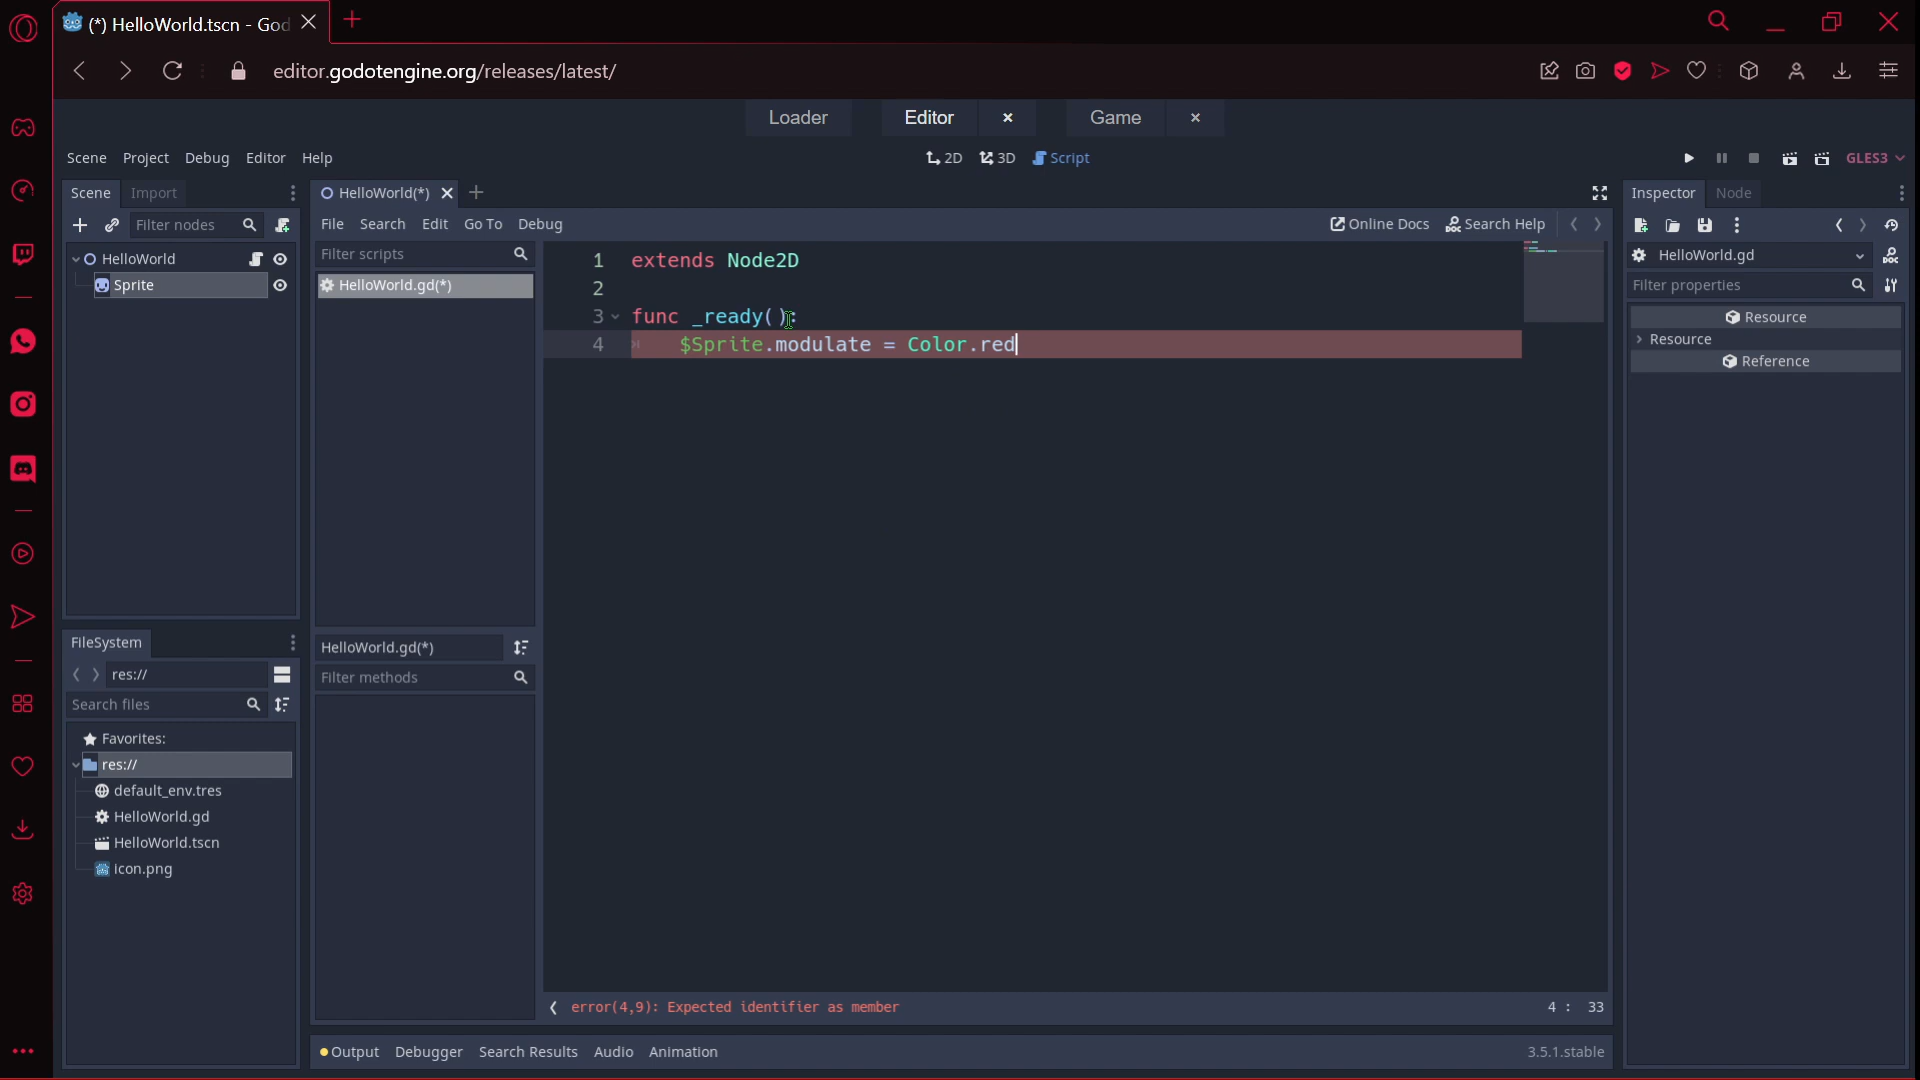 (*) HelloWorld.tscn - God
editor.godotengine.org/releases/latest/
Loader Editor Game
Scene Project Debug Editor Help
2D 3D Script
GLES3
Scene Import
Filter nodes
HelloWorld
Sprite
FileSystem
res://
Search files
Favorites:
res://
default_env.tres
HelloWorld.gd
HelloWorld.tscn
icon.png
HelloWorld(*)
File Search Edit Go To Debug
Online Docs Search Help
Filter scripts
HelloWorld.gd(*)
HelloWorld.gd(*)
Filter methods
1 extends Node2D
2
3 func _ready():
4 $Sprite.modulate = Color.red
error(4,9): Expected identifier as member
4 : 33
Output Debugger Search Results Audio Animation
3.5.1.stable
Inspector Node
HelloWorld.gd
Filter properties
Resource
Resource
Reference